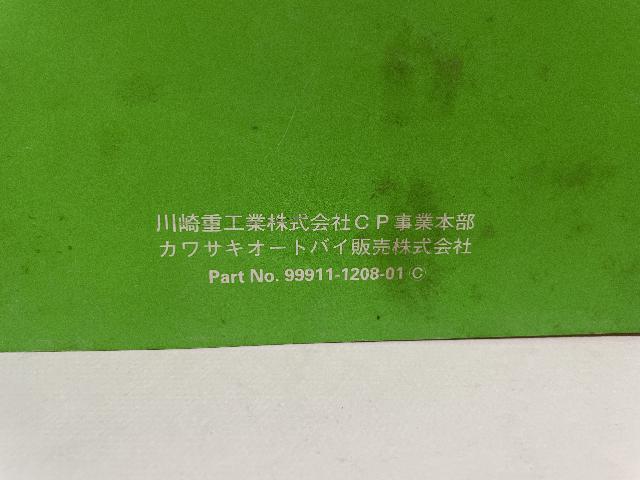 川崎重工業株式会社ＣＰ事業本部
カワサキオートバイ販売株式会社
Part No. 99911-1208-01 Ⓒ